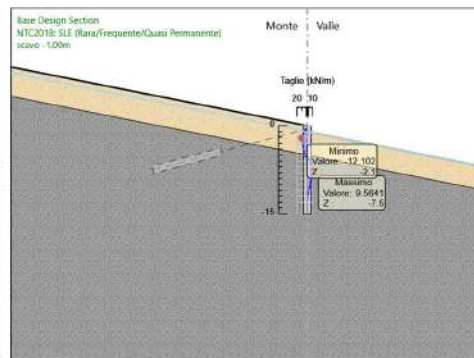 Base Design Section
NTC2018: SLE (Rara/Frequente/Quasi Permanente)
scavo -1.00m
Monte Valle
Taglio (kN/m)
20 10
0
Minimo
Valore: -12.102
Z : -2.1
Massimo
Valore: 9.5641
Z : -7.5
-15